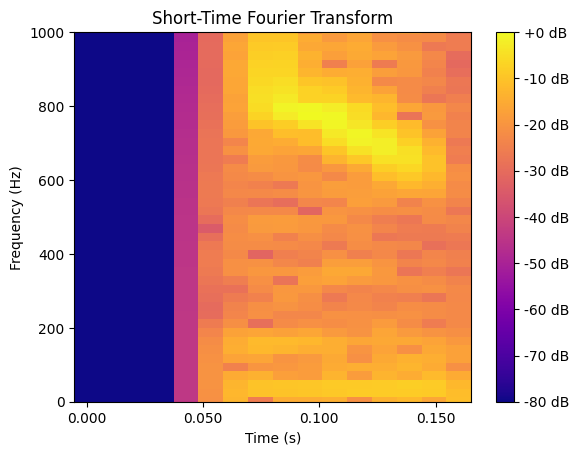 Short-Time Fourier Transform
1000
800
600
400
200
0
Frequency (Hz)
0.000
0.050
0.100
0.150
Time (s)
+0 dB
-10 dB
-20 dB
-30 dB
-40 dB
-50 dB
-60 dB
-70 dB
-80 dB